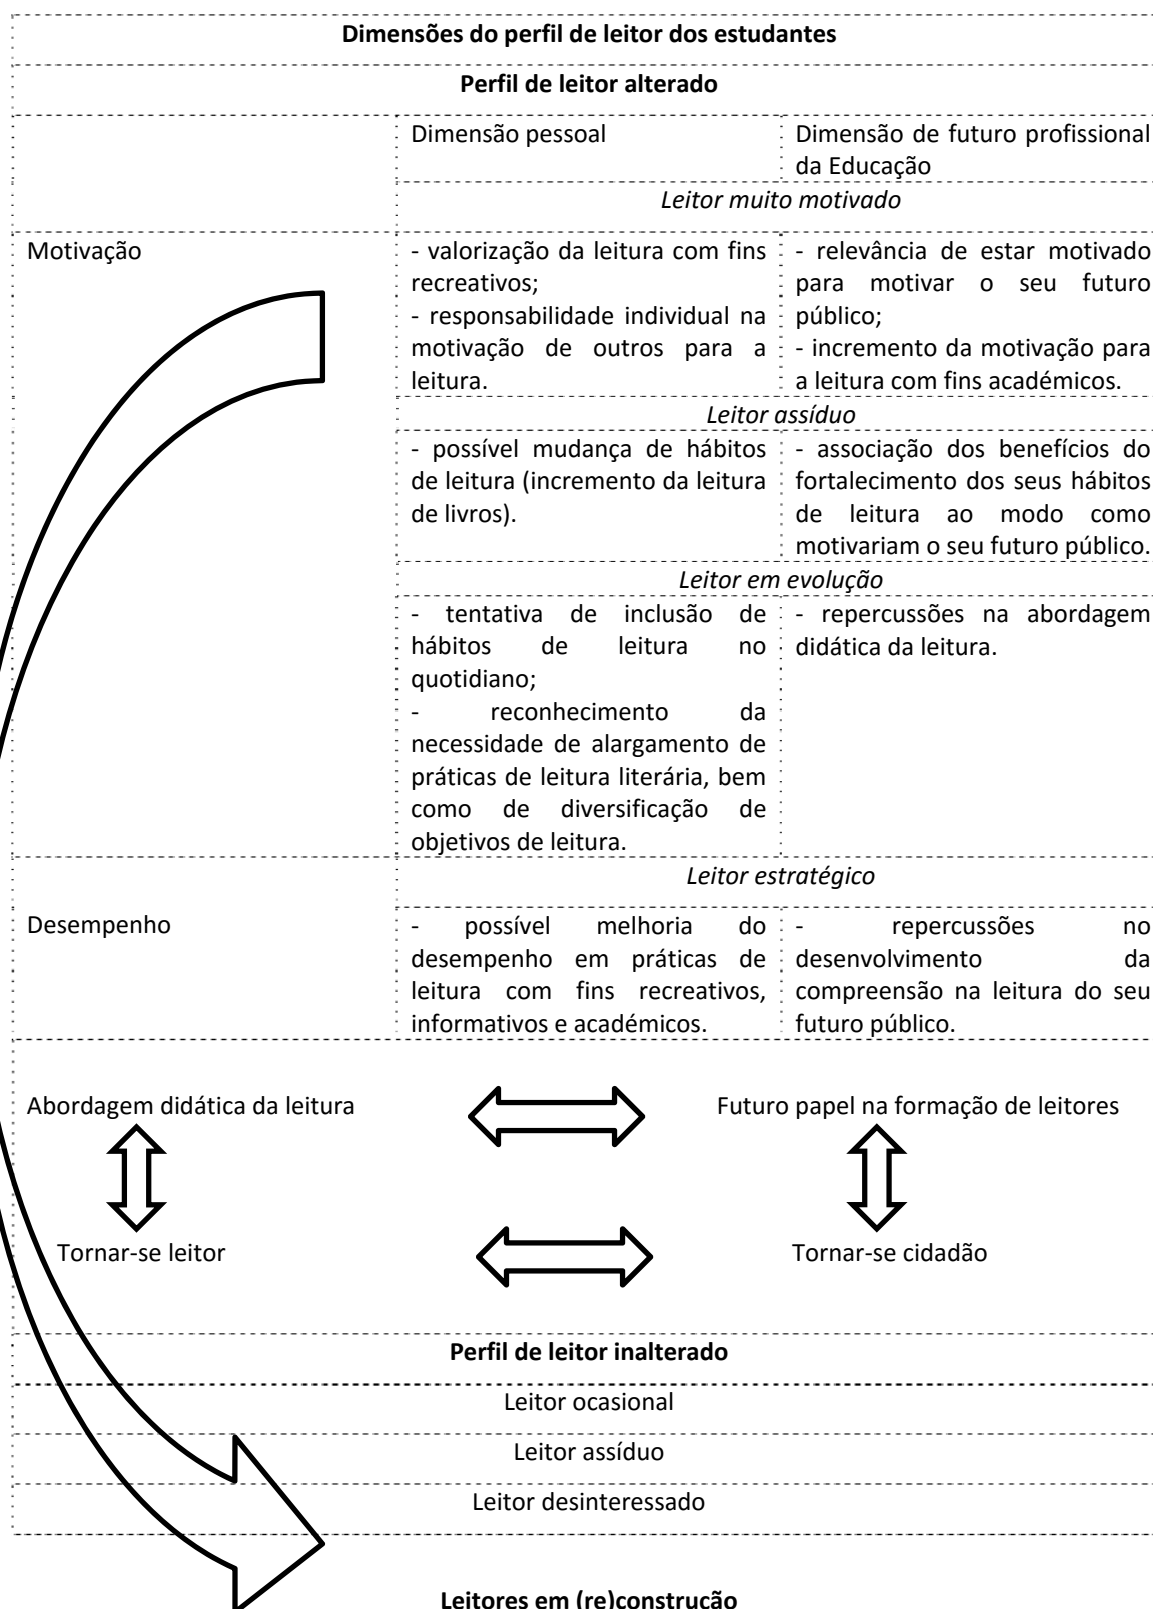 Dimensões do perfil de leitor dos estudantes
Perfil de leitor alterado
Dimensão pessoal
Dimensão de futuro profissional
da Educação
Leitor muito motivado
Motivação
- valorização da leitura com fins
recreativos;
- responsabilidade individual na
motivação de outros para a
leitura.
- relevância de estar motivado
para motivar o seu futuro
público;
- incremento da motivação para
a leitura com fins académicos.
Leitor assíduo
- possível mudança de hábitos
de leitura (incremento da leitura
de livros).
- associação dos benefícios do
fortalecimento dos seus hábitos
de leitura ao modo como
motivariam o seu futuro público.
Leitor em evolução
- tentativa de inclusão de
hábitos de leitura no
quotidiano;
- reconhecimento da
necessidade de alargamento de
práticas de leitura literária, bem
como de diversificação de
objetivos de leitura.
- repercussões na abordagem
didática da leitura.
Leitor estratégico
Desempenho
- possível melhoria do
desempenho em práticas de
leitura com fins recreativos,
informativos e académicos.
- repercussões no
desenvolvimento da
compreensão na leitura do seu
futuro público.
Abordagem didática da leitura
Futuro papel na formação de leitores
Tornar-se leitor
Tornar-se cidadão
Perfil de leitor inalterado
Leitor ocasional
Leitor assíduo
Leitor desinteressado
Leitores em (re)construção